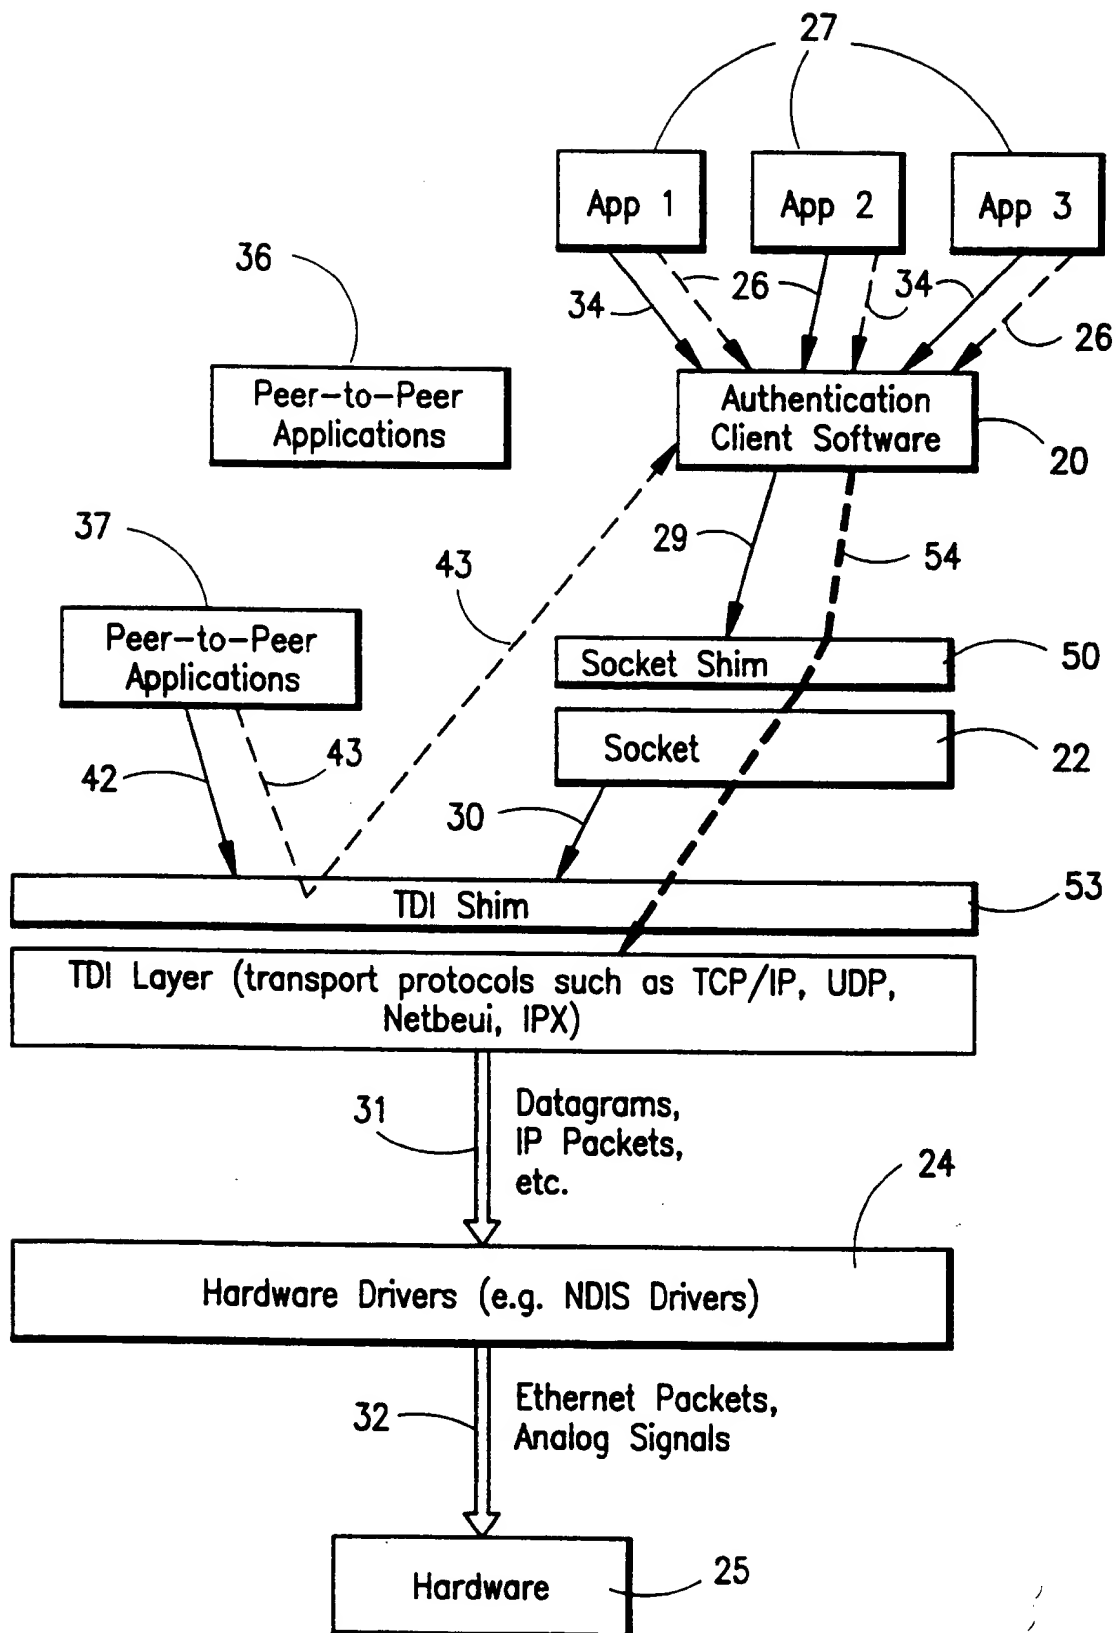 27
App 1
App 2
App 3
36
34
26
34
26
Peer-to-Peer
Applications
Authentication
Client Software
20
37
29
54
43
Peer-to-Peer
Applications
Socket Shim
50
42
43
Socket
22
30
TDI Shim
53
TDI Layer (transport protocols such as TCP/IP, UDP,
Netbeui, IPX)
31
Datagrams,
IP Packets,
etc.
24
Hardware Drivers (e.g. NDIS Drivers)
32
Ethernet Packets,
Analog Signals
Hardware
25